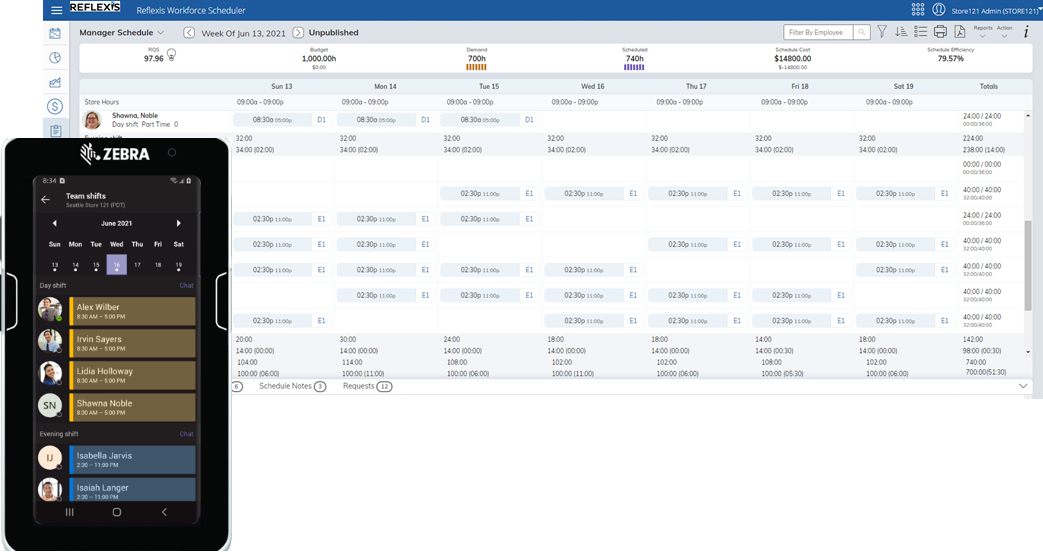 REFLEXIS
Reflexis Workforce Scheduler
Store121 Admin (STORE121)
Manager Schedule
Week Of Jun 13, 2021
Unpublished
Filter By Employee
Reports
Action
i
RQS
97.96
Budget
1,000.00h
$0.00
Demand
700h
Scheduled
740h
Schedule Cost
$14800.00
$-14800.00
Schedule Efficiency
79.57%
Sun 13 Mon 14 Tue 15 Wed 16 Thu 17 Fri 18 Sat 19 Totals
Store Hours 09:00a - 09:00p 09:00a - 09:00p 09:00a - 09:00p 09:00a - 09:00p 09:00a - 09:00p 09:00a - 09:00p 09:00a - 09:00p
Shawna, Noble
Day shift Part Time 0
08:30a 05:00p D1 08:30a 05:00p D1 08:30a 05:00p D1 24:00 / 24:00
00:00/36:00
32:00 32:00 32:00 32:00 32:00 32:00 32:00 224:00
34:00 (02:00) 34:00 (02:00) 34:00 (02:00) 34:00 (02:00) 34:00 (02:00) 34:00 (02:00) 34:00 (02:00) 238:00 (14:00)
00:00 / 00:00
00:00/36:00
02:30p 11:00p E1 02:30p 11:00p E1 02:30p 11:00p E1 02:30p 11:00p E1 02:30p 11:00p E1 40:00 / 40:00
32:00/40:00
02:30p 11:00p E1 02:30p 11:00p E1 02:30p 11:00p E1 24:00 / 24:00
00:00/36:00
02:30p 11:00p E1 02:30p 11:00p E1 02:30p 11:00p E1 02:30p 11:00p E1 02:30p 11:00p E1 40:00 / 40:00
32:00/40:00
02:30p 11:00p E1 02:30p 11:00p E1 02:30p 11:00p E1 02:30p 11:00p E1 02:30p 11:00p E1 40:00 / 40:00
32:00/40:00
02:30p 11:00p E1 02:30p 11:00p E1 02:30p 11:00p E1 02:30p 11:00p E1 02:30p 11:00p E1 40:00 / 40:00
32:00/40:00
02:30p 11:00p E1 02:30p 11:00p E1 02:30p 11:00p E1 02:30p 11:00p E1 02:30p 11:00p E1 40:00 / 40:00
32:00/40:00
20:00 30:00 24:00 18:00 18:00 14:00 18:00 142:00
14:00 (00:00) 14:00 (00:00) 14:00 (00:00) 14:00 (00:00) 14:00 (00:00) 14:00 (00:30) 14:00 (00:00) 98:00 (00:30)
104:00 114:00 108:00 102:00 102:00 102:00 102:00 740:00
100:00 (06:00) 100:00 (11:00) 100:00 (06:00) 100:00 (11:00) 100:00 (06:00) 100:00 (05:30) 100:00 (06:00) 700:00(51:30)
6 Schedule Notes 3 Requests 12
ZEBRA
8:34
Team shifts
Seattle Store 121 (PDT)
June 2021
Sun Mon Tue Wed Thu Fri Sat
13 14 15 16 17 18 19
Day shift Chat
Alex Wilber
8:30 AM – 5:00 PM
Irvin Sayers
8:30 AM – 5:00 PM
Lidia Holloway
8:30 AM – 5:00 PM
SN
Shawna Noble
8:30 AM – 5:00 PM
Evening shift Chat
IJ
Isabella Jarvis
2:30 – 11:00 PM
Isaiah Langer
2:30 – 11:00 PM